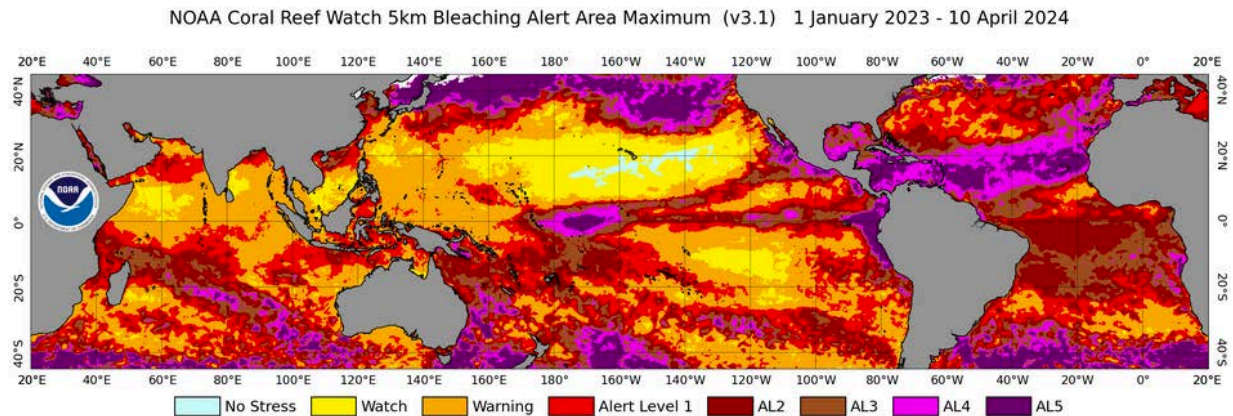 NOAA Coral Reef Watch 5km Bleaching Alert Area Maximum (v3.1) 1 January 2023 - 10 April 2024
20°E 40°E 60°E 80°E 100°E 120°E 140°E 160°E 180° 160°W 140°W 120°W 100°W 80°W 60°W 40°W 20°W 0° 20°E
40°N 40°N
20°N 20°N
NOAA
0° 0°
20°S 20°S
40°S 40°S
20°E 40°E 60°E 80°E 100°E 120°E 140°E 160°E 180° 160°W 140°W 120°W 100°W 80°W 60°W 40°W 20°W 0° 20°E
No Stress Watch Warning Alert Level 1 AL2 AL3 AL4 AL5